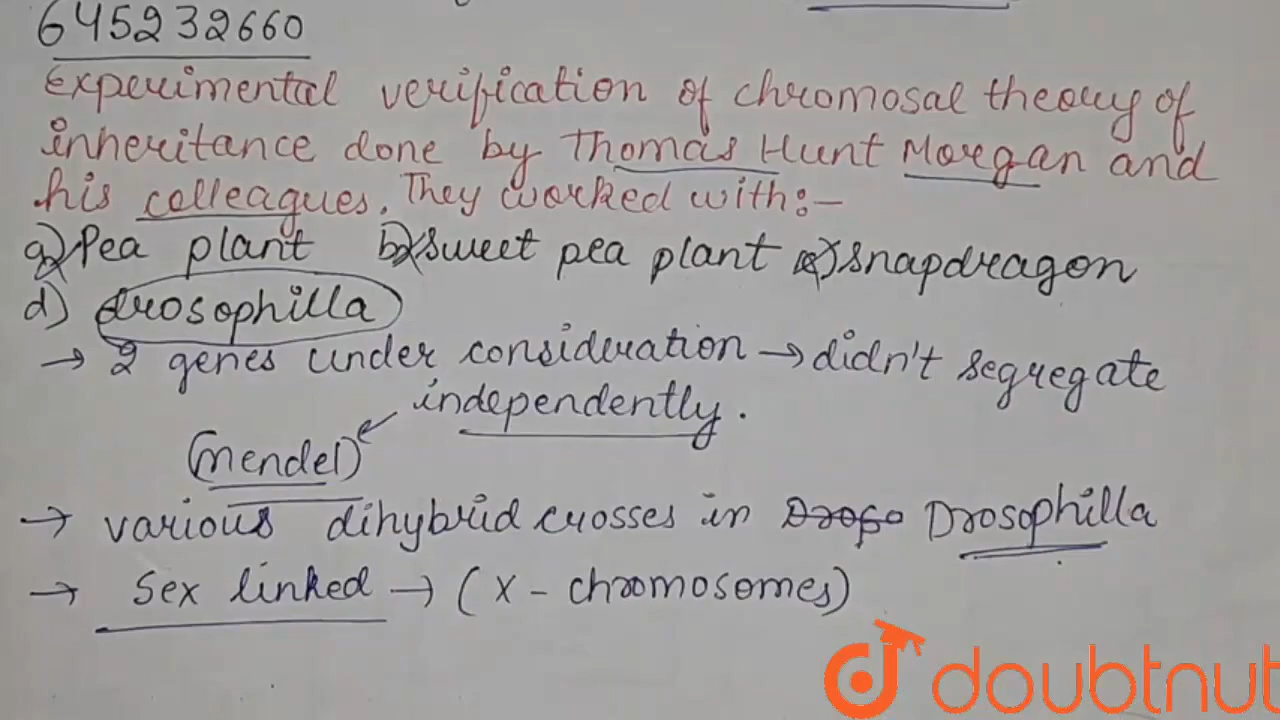 645232660
Experimental verification of chromosal theory of
inheritance done by Thomas Hunt Morgan and
his colleagues. They worked with:-
a) Pea plant b) sweet pea plant c) snapdragon
d) drosophilla
→ 2 genes under consideration → didn't segregate
independently.
(mendel)
→ various dihybrid crosses in Droso Drosophilla
→ Sex linked → (X - chromosomes)
doubtnut